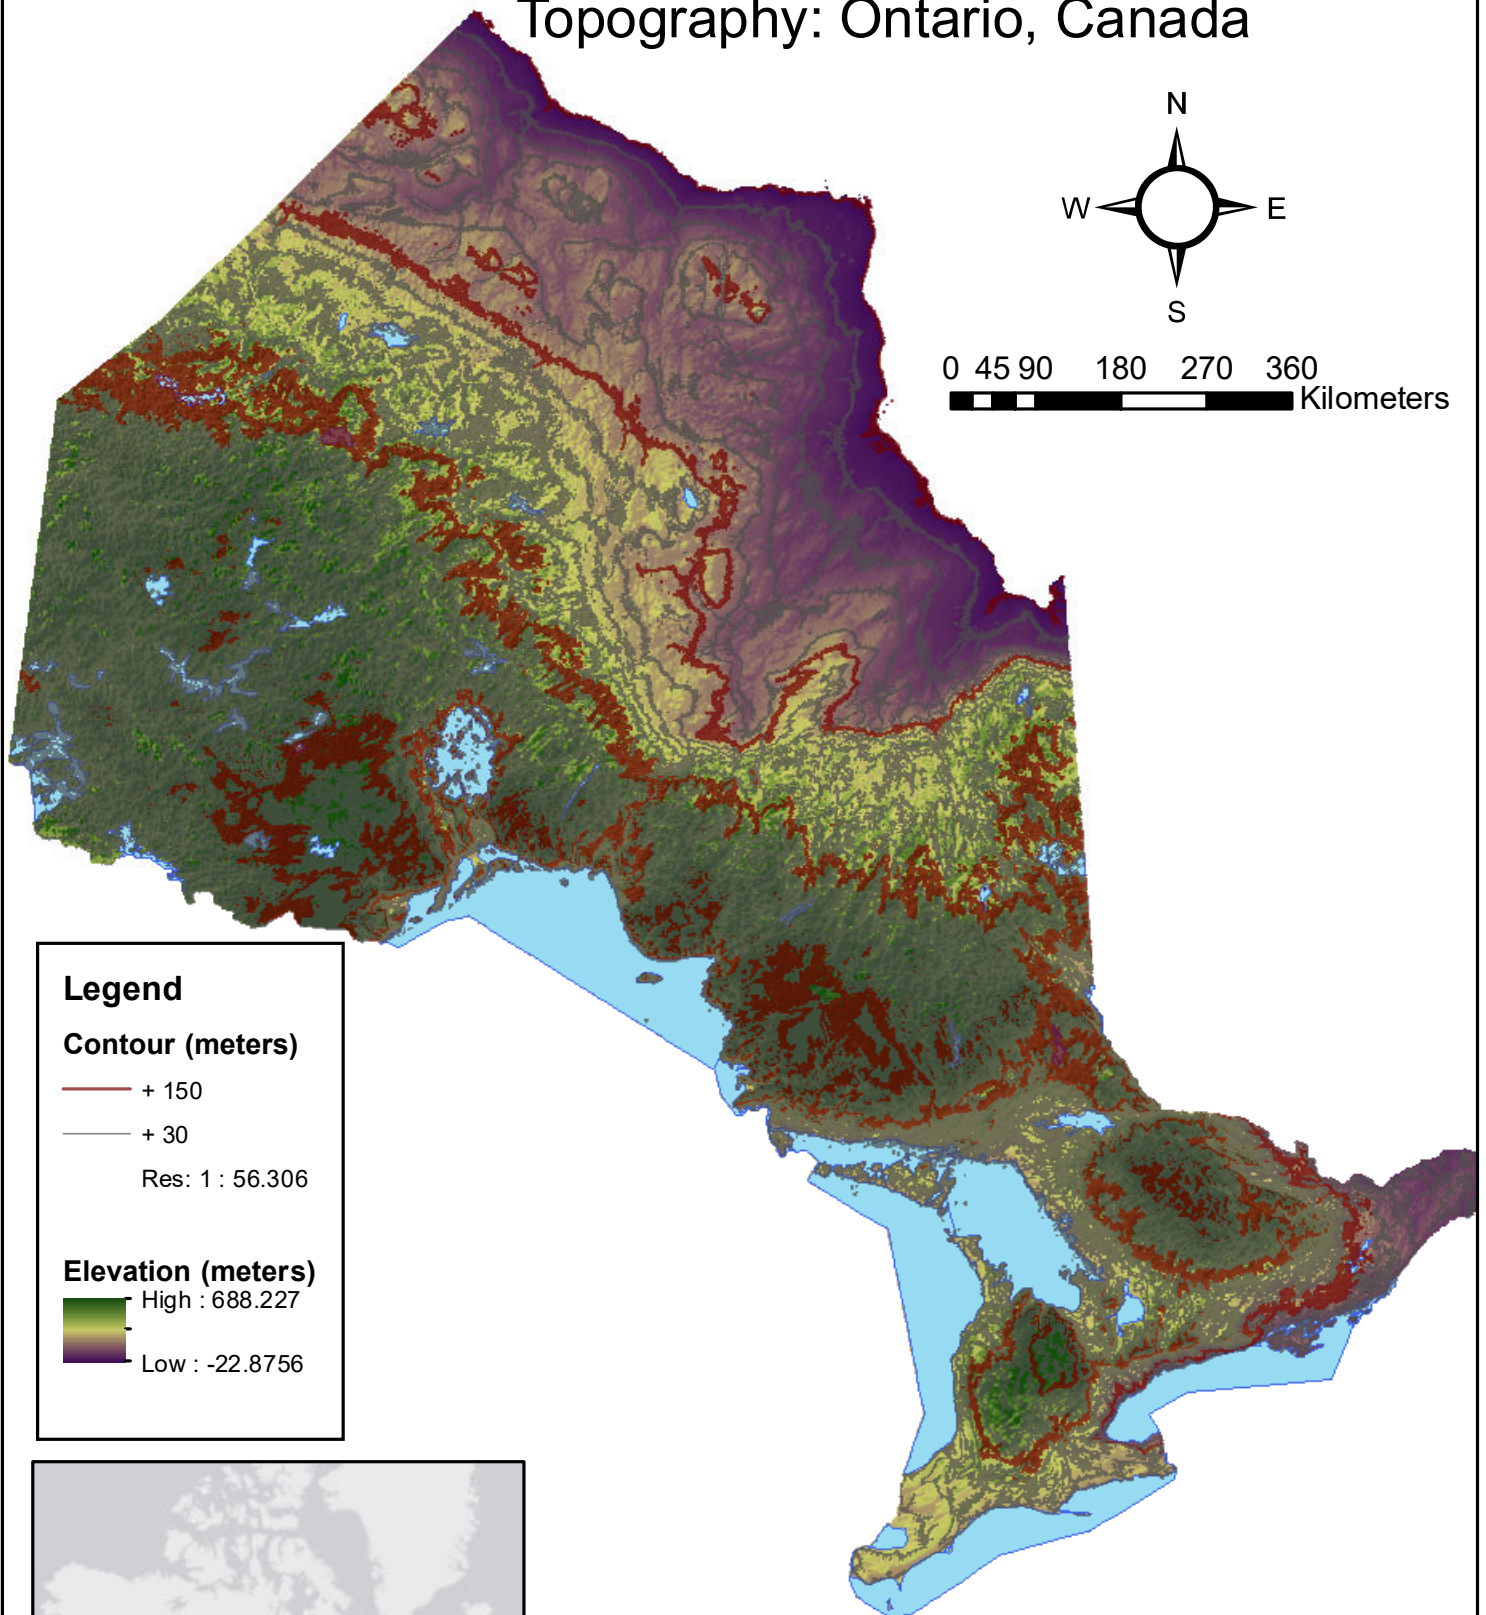 Topography: Ontario, Canada
N
W E
S
0 45 90 180 270 360
Kilometers
Legend
Contour (meters)
+ 150
+ 30
Res: 1 : 56.306
Elevation (meters)
High : 688.227
Low : -22.8756